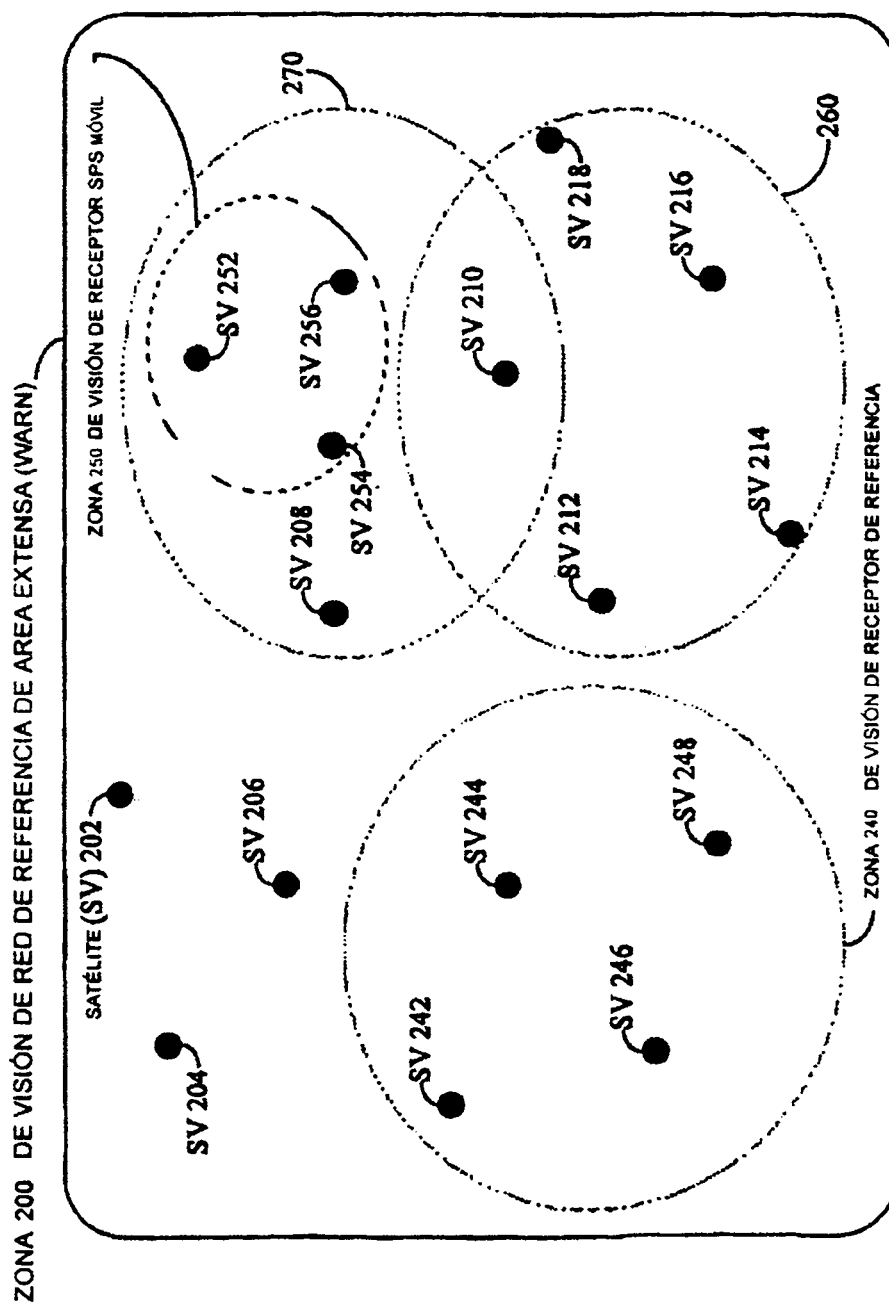 ZONA 200 DE VISIÓN DE RED DE REFERENCIA DE AREA EXTENSA (WARN)
SATÉLITE (SV) 202
ZONA 250 DE VISIÓN DE RECEPTOR SPS MÓVIL
SV 204
SV 206
SV 208
SV 252
SV 254
SV 256
270
SV 242
SV 244
SV 210
SV 212
SV 218
SV 246
SV 248
SV 214
SV 216
260
ZONA 240 DE VISIÓN DE RECEPTOR DE REFERENCIA